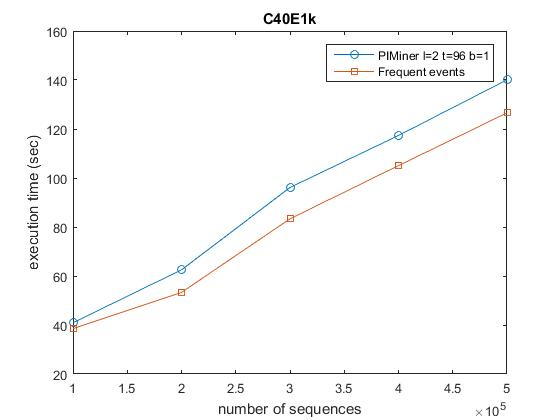 C40E1k
160
140
120
100
80
60
40
20
execution time (sec)
PIMiner l=2 t=96 b=1
Frequent events
1 1.5 2 2.5 3 3.5 4 4.5 5
number of sequences
×10^5